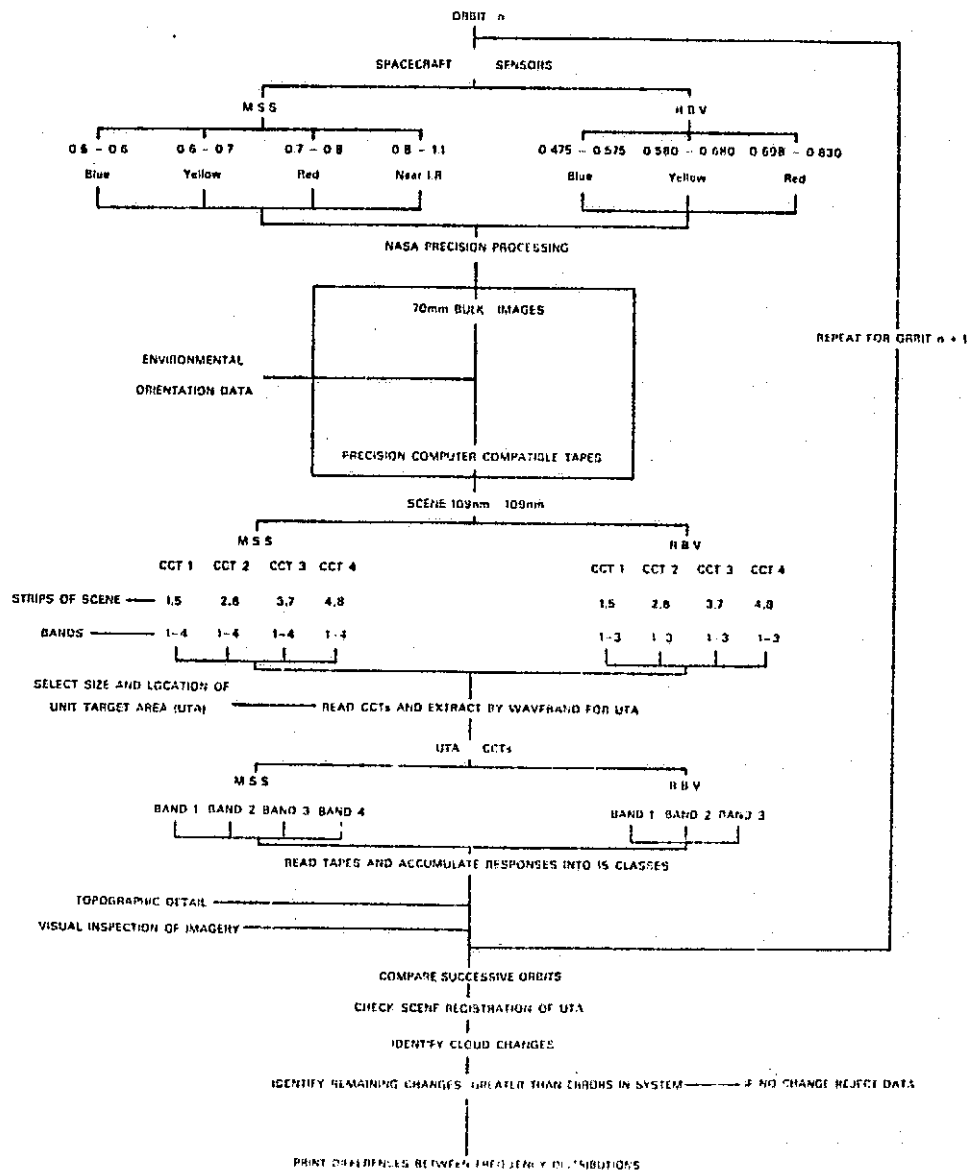 ORBIT n
SPACECRAFT SENSORS
MSS RBV
0.5 - 0.6 0.6 - 0.7 0.7 - 0.8 0.8 - 1.1 0.475 - 0.575 0.580 - 0.680 0.698 - 0.830
Blue Yellow Red Near I.R Blue Yellow Red
NASA PRECISION PROCESSING
70mm BULK IMAGES
REPEAT FOR ORBIT n + 1
ENVIRONMENTAL
ORIENTATION DATA
PRECISION COMPUTER COMPATIBLE TAPES
SCENE 109nm 109nm
MSS RBV
CCT 1 CCT 2 CCT 3 CCT 4 CCT 1 CCT 2 CCT 3 CCT 4
STRIPS OF SCENE 1,5 2,6 3,7 4,8 1,5 2,6 3,7 4,8
BANDS 1-4 1-4 1-4 1-4 1-3 1-3 1-3 1-3
SELECT SIZE AND LOCATION OF
UNIT TARGET AREA (UTA) READ CCTs AND EXTRACT BY WAVEBAND FOR UTA
UTA CCTs
MSS RBV
BAND 1 BAND 2 BAND 3 BAND 4 BAND 1 BAND 2 BAND 3
READ TAPES AND ACCUMULATE RESPONSES INTO 15 CLASSES
TOPOGRAPHIC DETAIL
VISUAL INSPECTION OF IMAGERY
COMPARE SUCCESSIVE ORBITS
CHECK SCENE REGISTRATION OF UTA
IDENTIFY CLOUD CHANGES
IDENTIFY REMAINING CHANGES GREATER THAN ERRORS IN SYSTEM IF NO CHANGE REJECT DATA
PRINT DIFFERENCES BETWEEN FREQUENCY DISTRIBUTIONS